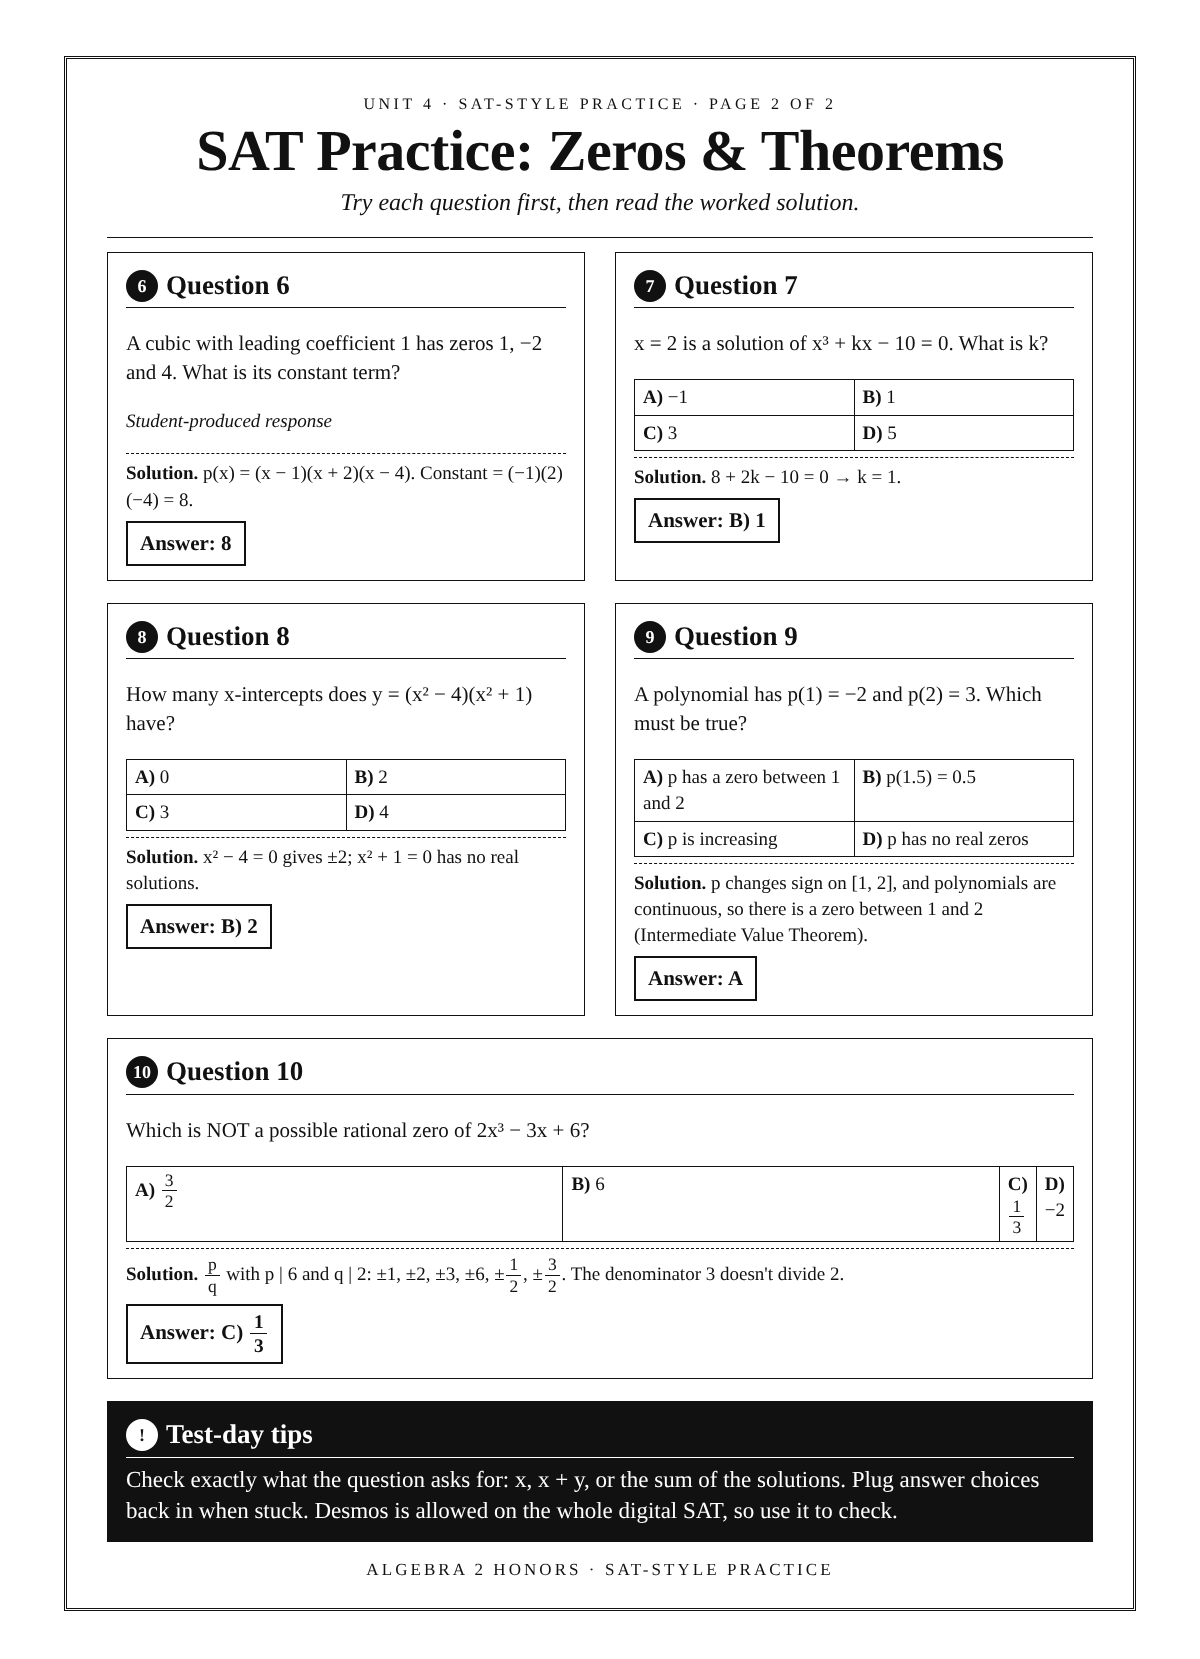 UNIT 4 · SAT-STYLE PRACTICE · PAGE 2 OF 2
SAT Practice: Zeros & Theorems
Try each question first, then read the worked solution.
6 Question 6
A cubic with leading coefficient 1 has zeros 1, −2
and 4. What is its constant term?
Student-produced response
Solution. p(x) = (x − 1)(x + 2)(x − 4). Constant = (−1)(2)
(−4) = 8.
Answer: 8
7 Question 7
x = 2 is a solution of x³ + kx − 10 = 0. What is k?
A) −1
B) 1
C) 3
D) 5
Solution. 8 + 2k − 10 = 0 → k = 1.
Answer: B) 1
8 Question 8
How many x-intercepts does y = (x² − 4)(x² + 1)
have?
A) 0
B) 2
C) 3
D) 4
Solution. x² − 4 = 0 gives ±2; x² + 1 = 0 has no real
solutions.
Answer: B) 2
9 Question 9
A polynomial has p(1) = −2 and p(2) = 3. Which
must be true?
A) p has a zero between 1
and 2
B) p(1.5) = 0.5
C) p is increasing
D) p has no real zeros
Solution. p changes sign on [1, 2], and polynomials are
continuous, so there is a zero between 1 and 2
(Intermediate Value Theorem).
Answer: A
10 Question 10
Which is NOT a possible rational zero of 2x³ − 3x + 6?
A) 3/2
B) 6
C)
1/3
D)
−2
Solution. p/q with p | 6 and q | 2: ±1, ±2, ±3, ±6, ±1/2, ±3/2. The denominator 3 doesn't divide 2.
Answer: C) 1/3
! Test-day tips
Check exactly what the question asks for: x, x + y, or the sum of the solutions. Plug answer choices
back in when stuck. Desmos is allowed on the whole digital SAT, so use it to check.
ALGEBRA 2 HONORS · SAT-STYLE PRACTICE